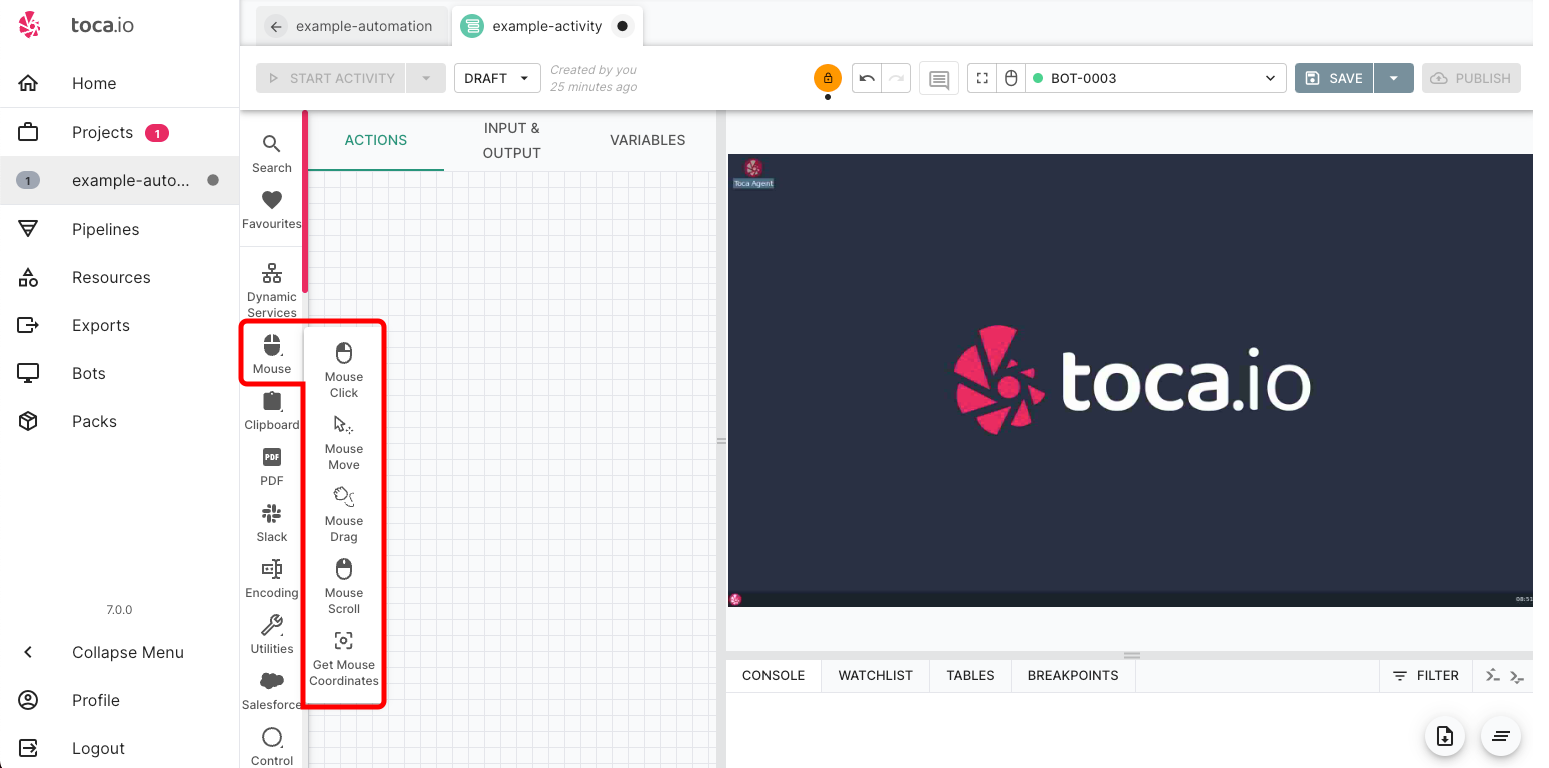 toca.io
Home
Projects 1
1 example-auto...
Pipelines
Resources
Exports
Bots
Packs
7.0.0
Collapse Menu
Profile
Logout
example-automation
example-activity
START ACTIVITY
DRAFT
Created by you
25 minutes ago
BOT-0003
SAVE
PUBLISH
Search
Favourites
Dynamic
Services
Mouse
Clipboard
PDF
PDF
Slack
Encoding
Utilities
Salesforce
Control
Mouse
Click
Mouse
Move
Mouse
Drag
Mouse
Scroll
Get Mouse
Coordinates
ACTIONS
INPUT &
OUTPUT
VARIABLES
Toca Agent
toca.io
08:51
CONSOLE
WATCHLIST
TABLES
BREAKPOINTS
FILTER